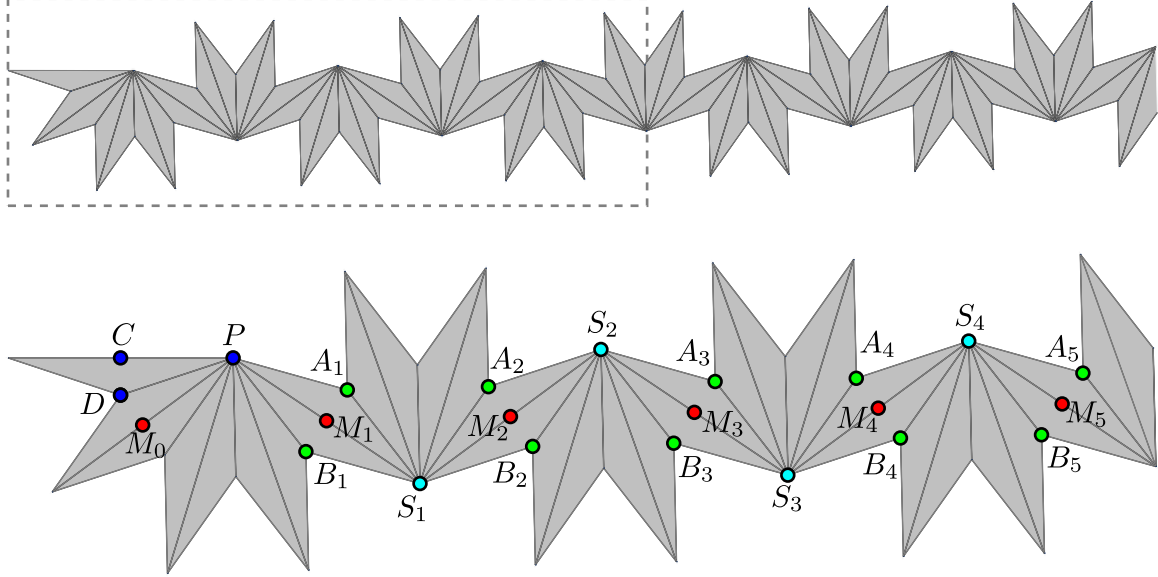 C P S₂ S₄
A₁ A₂ A₃ A₄ A₅
D M₀ M₁ M₂ M₃ M₄ M₅
B₁ B₂ B₃ B₄ B₅
S₁ S₃